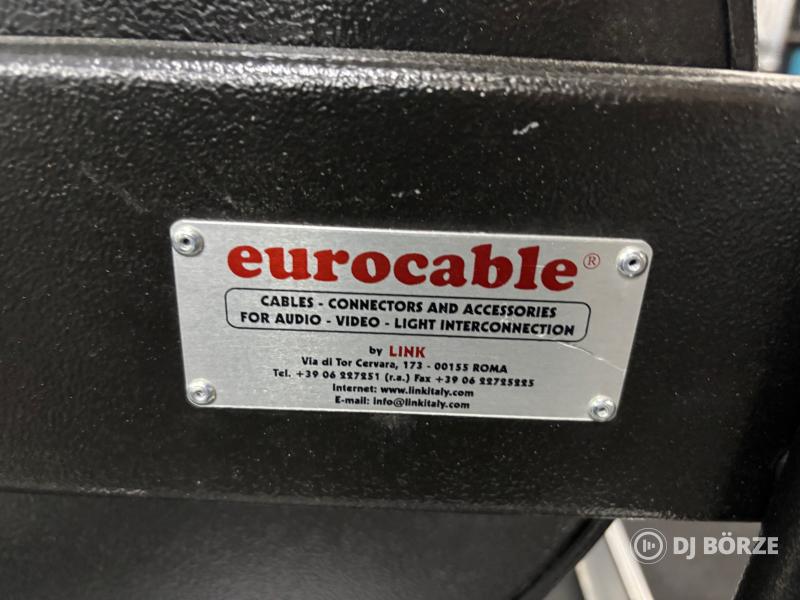 eurocable®
CABLES - CONNECTORS AND ACCESSORIES
FOR AUDIO - VIDEO - LIGHT INTERCONNECTION
by LINK
Via di Tor Cervara, 173 - 00155 ROMA
Tel. +39 06 227251 (r.a.) Fax +39 06 22725225
Internet: www.linkitaly.com
E-mail: info@linkitaly.com
DJ BÖRZE